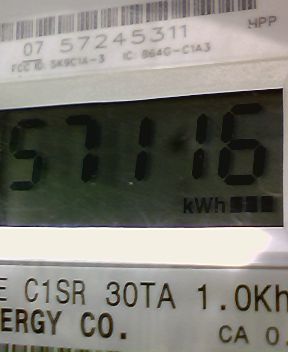 07 57245311 HPP
FCC ID: SK9C1A-3 IC: 864G-C1A3
57116
kWh
E C1SR 30TA 1.0Kh
ERGY CO. CA 0.